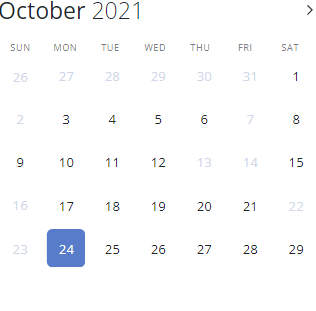 October 2021
SUN MON TUE WED THU FRI SAT
26 27 28 29 30 31 1
2 3 4 5 6 7 8
9 10 11 12 13 14 15
16 17 18 19 20 21 22
23 24 25 26 27 28 29